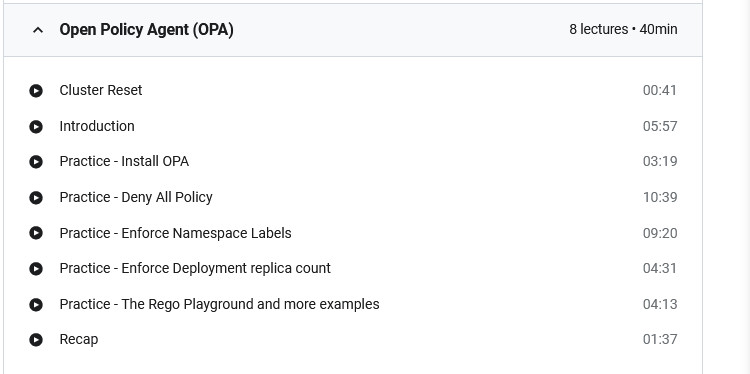 Open Policy Agent (OPA) 8 lectures • 40min
Cluster Reset 00:41
Introduction 05:57
Practice - Install OPA 03:19
Practice - Deny All Policy 10:39
Practice - Enforce Namespace Labels 09:20
Practice - Enforce Deployment replica count 04:31
Practice - The Rego Playground and more examples 04:13
Recap 01:37